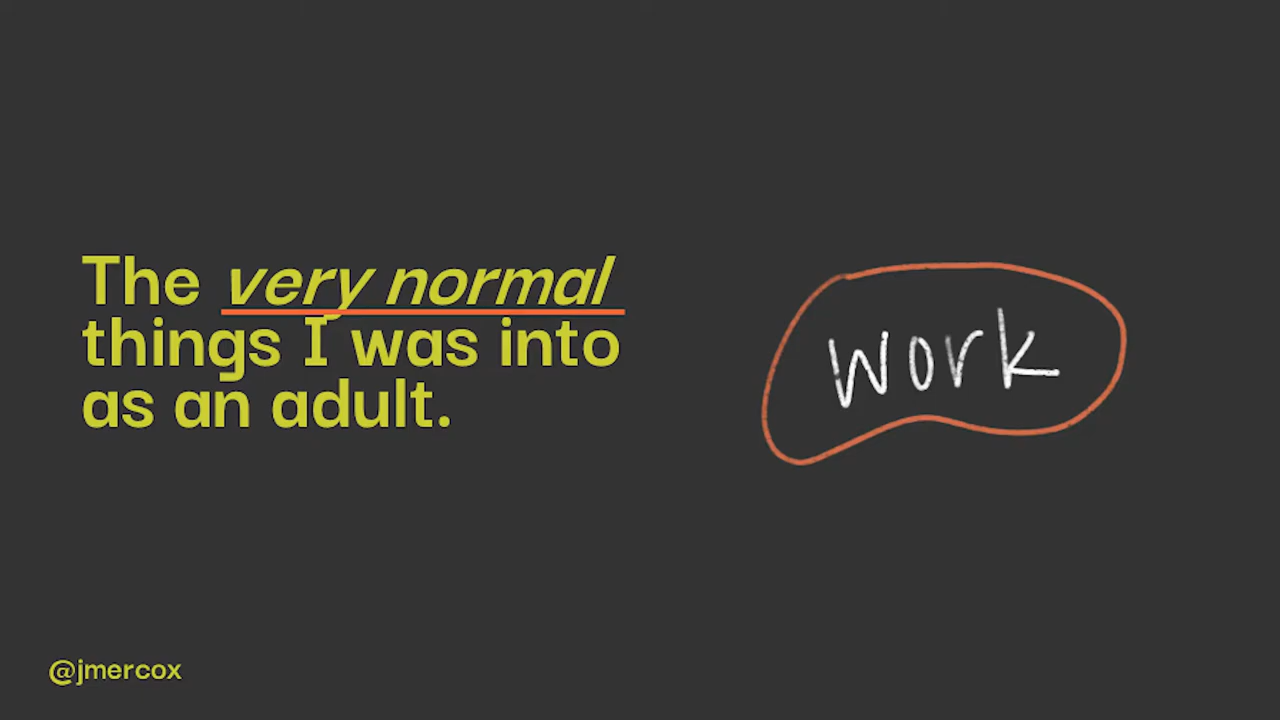 The very normal
things I was into
as an adult.
work
@jmercox